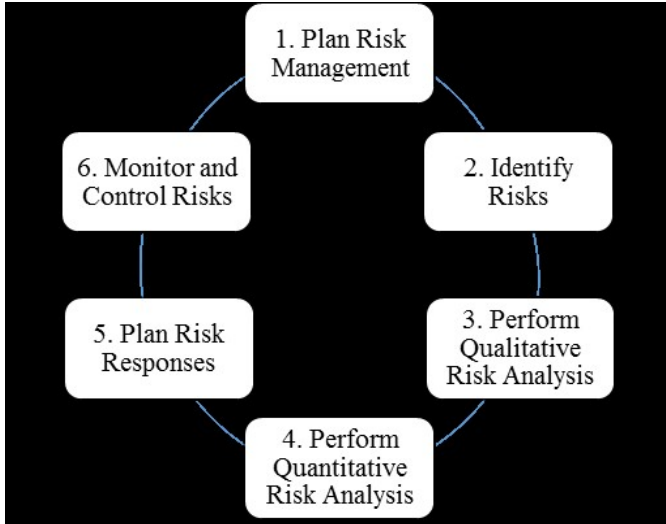 1. Plan Risk
Management
2. Identify
Risks
3. Perform
Qualitative
Risk Analysis
4. Perform
Quantitative
Risk Analysis
5. Plan Risk
Responses
6. Monitor and
Control Risks